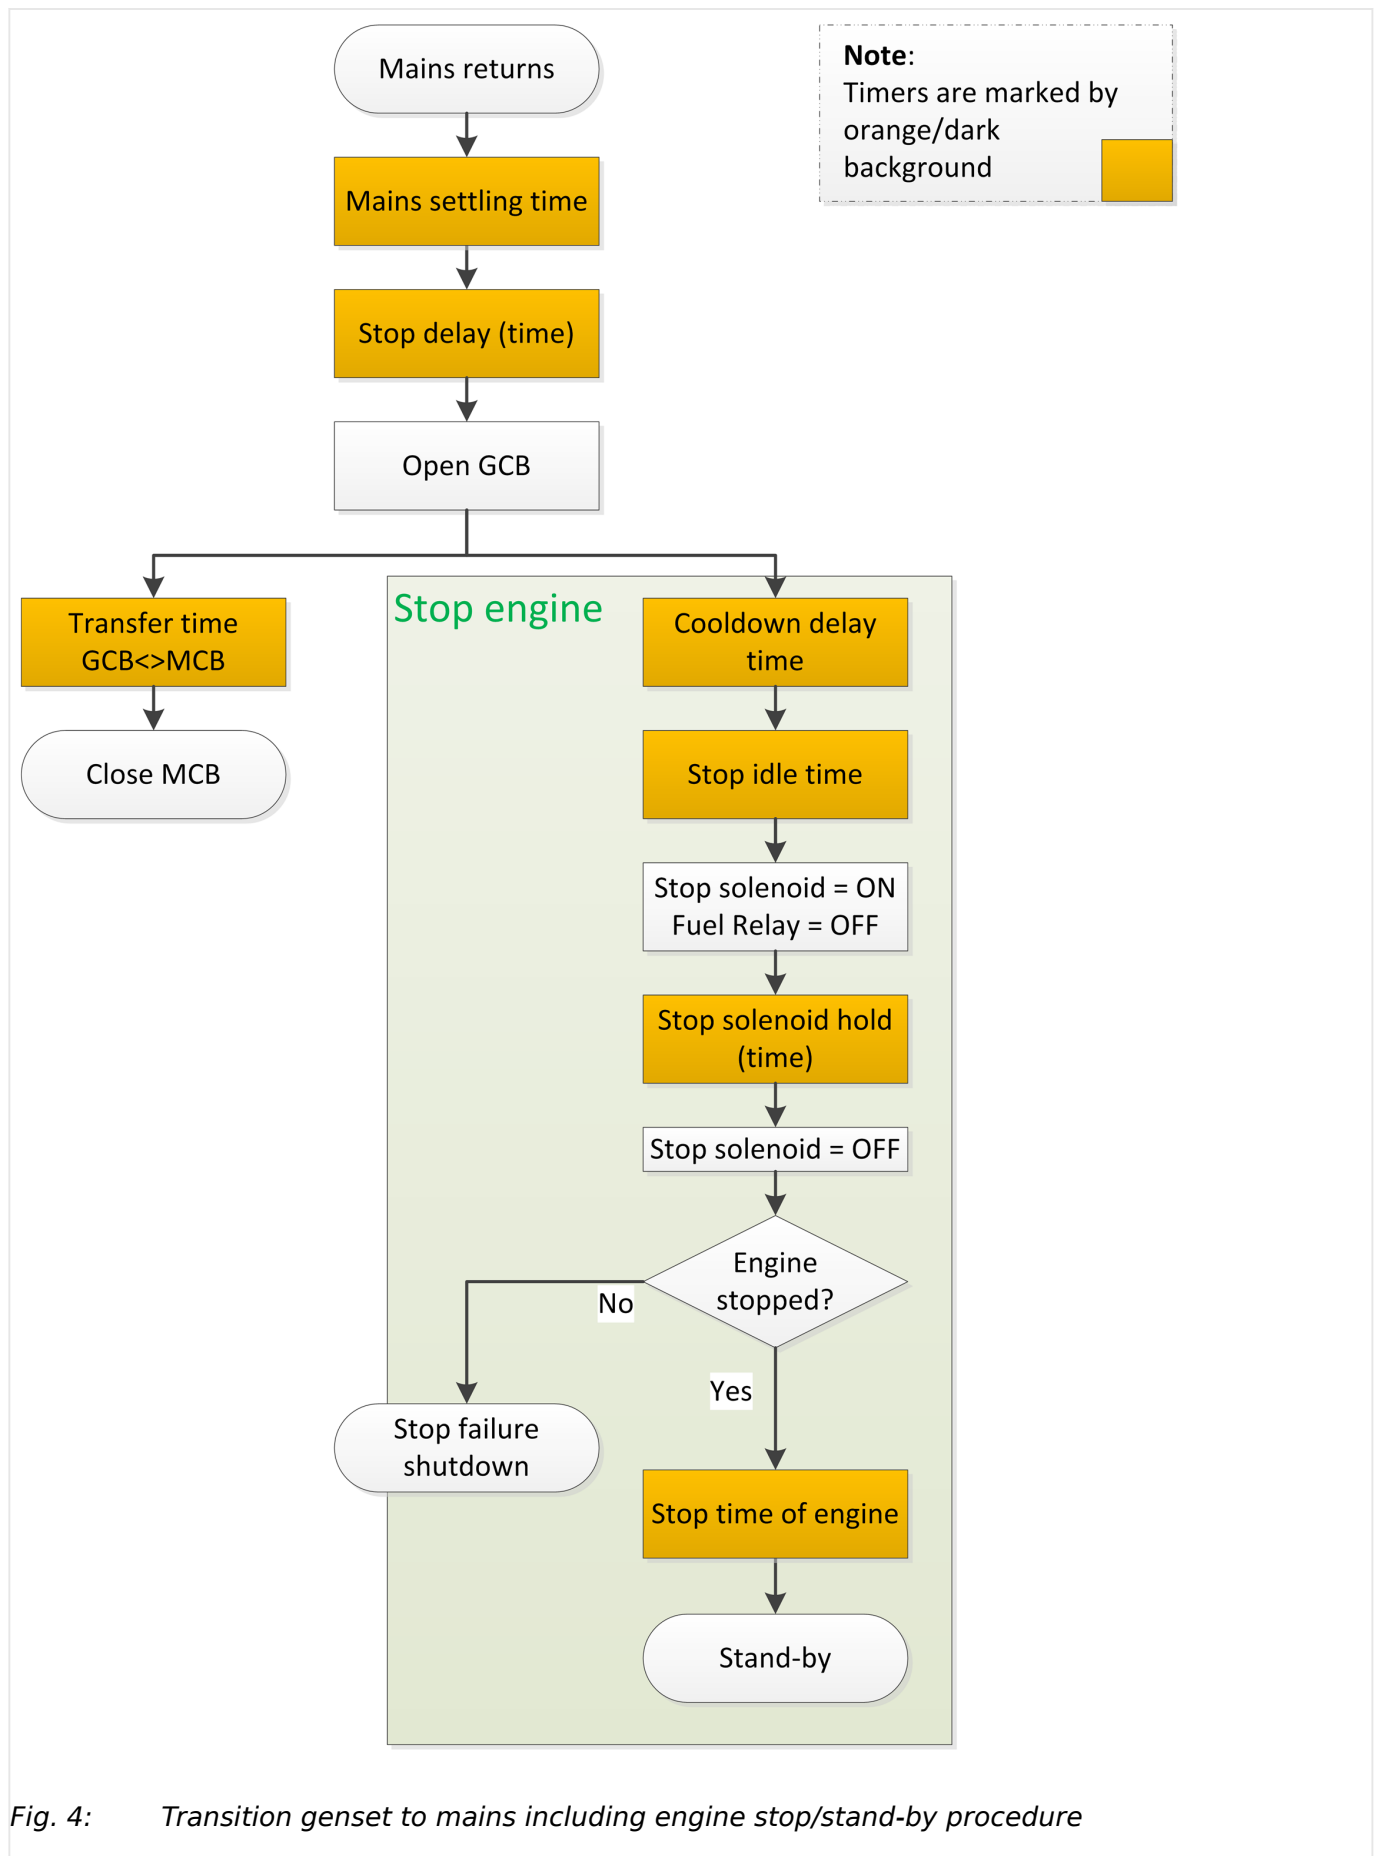 Mains returns
Note:
Timers are marked by
orange/dark
background
Mains settling time
Stop delay (time)
Open GCB
Transfer time
GCB<>MCB
Close MCB
Stop engine
Cooldown delay
time
Stop idle time
Stop solenoid = ON
Fuel Relay = OFF
Stop solenoid hold
(time)
Stop solenoid = OFF
Engine
stopped?
No
Yes
Stop failure
shutdown
Stop time of engine
Stand-by
Fig. 4: Transition genset to mains including engine stop/stand-by procedure